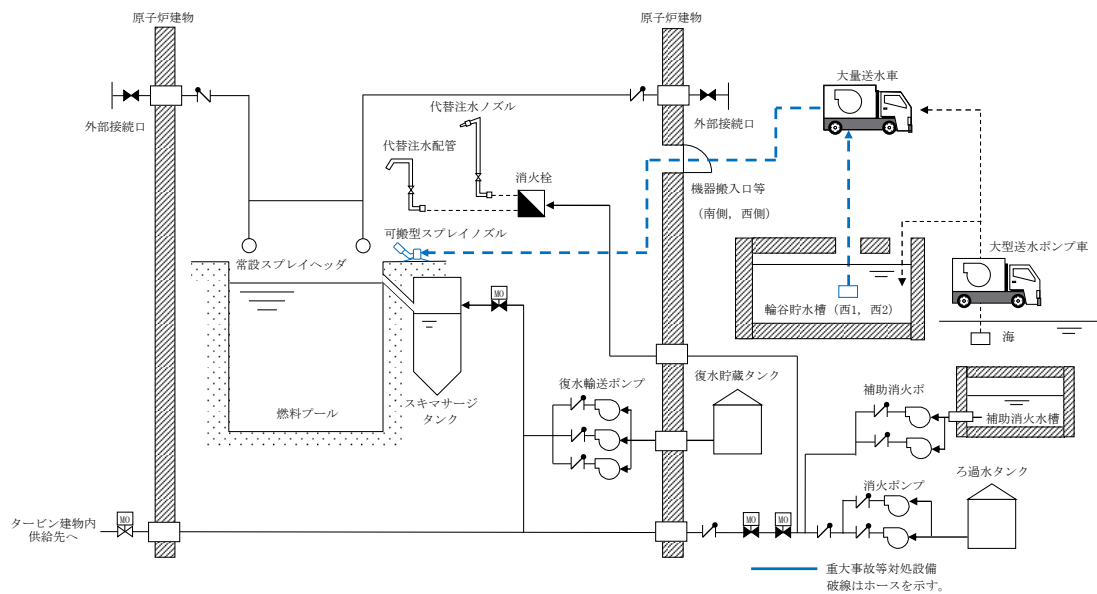 原子炉建物
原子炉建物
大量送水車
外部接続口
代替注水ノズル
外部接続口
代替注水配管
消火栓
機器搬入口等
（南側，西側）
可搬型スプレイノズル
大型送水ポンプ車
常設スプレイヘッダ
MO
輪谷貯水槽（西1，西2）
海
復水輸送ポンプ
復水貯蔵タンク
補助消火ポ
スキマサージ
タンク
燃料プール
補助消火水槽
消火ポンプ
ろ過水タンク
タービン建物内
供給先へ
MO
MO
MO
重大事故等対処設備
破線はホースを示す。